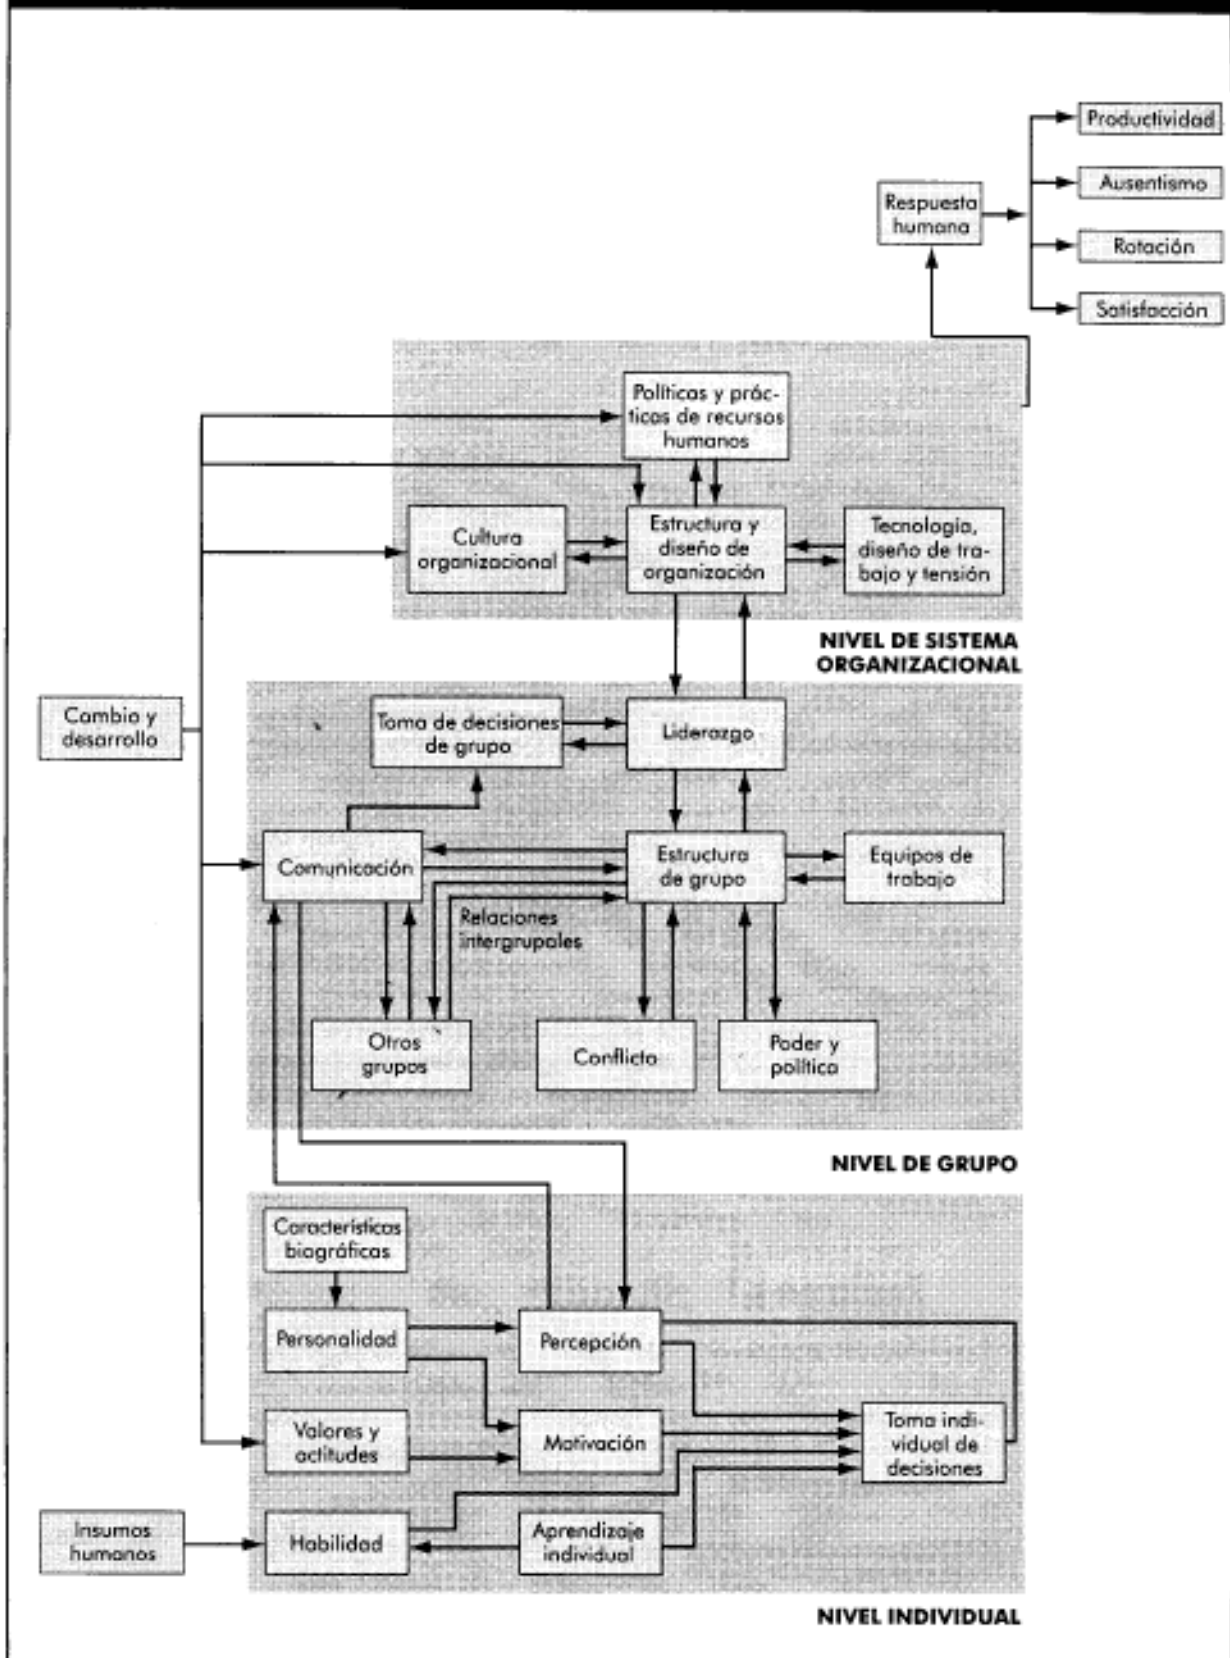 Productividad
Ausentismo
Respuesta
humana
Rotación
Satisfacción
Políticas y prác-
ticas de recursos
humanos
Cultura
organizacional
Estructura y
diseño de
organización
Tecnología,
diseño de tra-
bajo y tensión
NIVEL DE SISTEMA
ORGANIZACIONAL
Cambio y
desarrollo
Toma de decisiones
de grupo
Liderazgo
Comunicación
Estructura
de grupo
Equipos de
trabajo
Relaciones
intergrupales
Otros
grupos
Conflicto
Poder y
política
NIVEL DE GRUPO
Características
biográficas
Personalidad
Percepción
Valores y
actitudes
Motivación
Toma indi-
vidual de
decisiones
Insumos
humanos
Habilidad
Aprendizaje
individual
NIVEL INDIVIDUAL